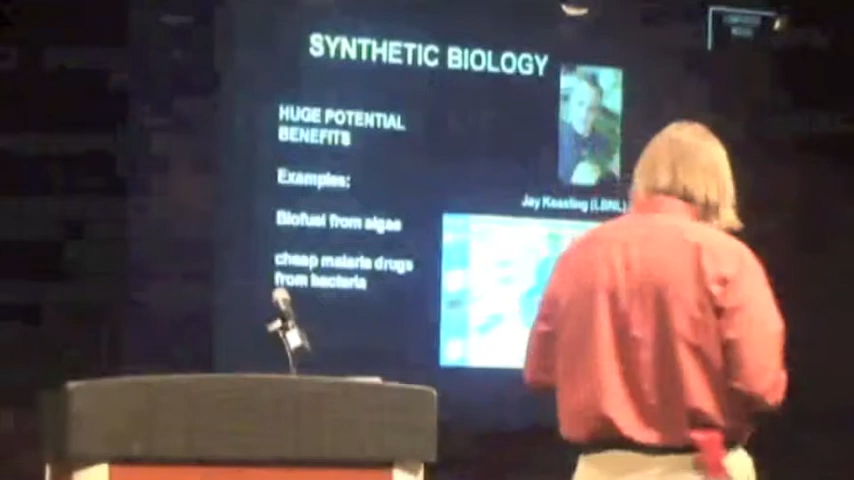 SYNTHETIC BIOLOGY
HUGE POTENTIAL
BENEFITS
Examples:
Biofuel from algae
cheap malaria drugs
from bacteria
Jay Keasling (LBNL)